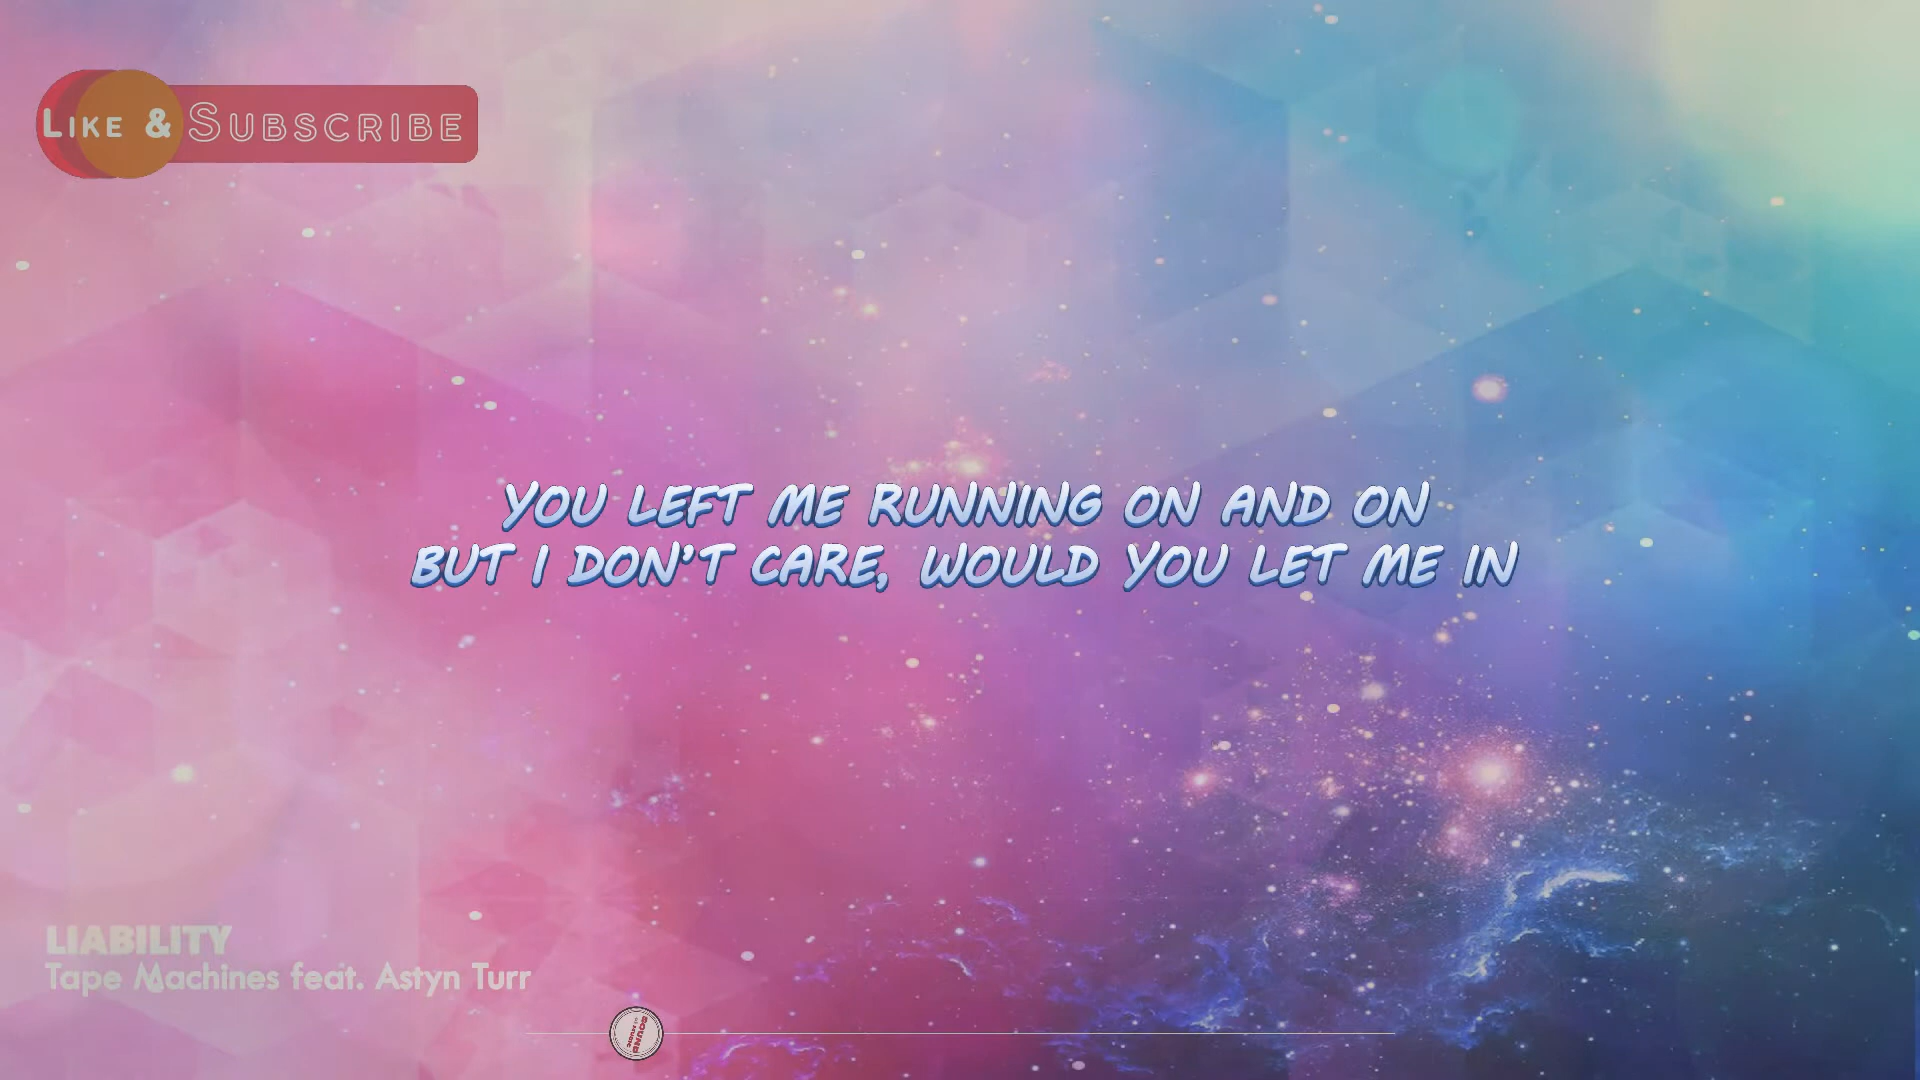 LIKE & SUBSCRIBE
YOU LEFT ME RUNNING ON AND ON
BUT I DON'T CARE, WOULD YOU LET ME IN
LIABILITY
Tape Machines feat. Astyn Turr
SOUND